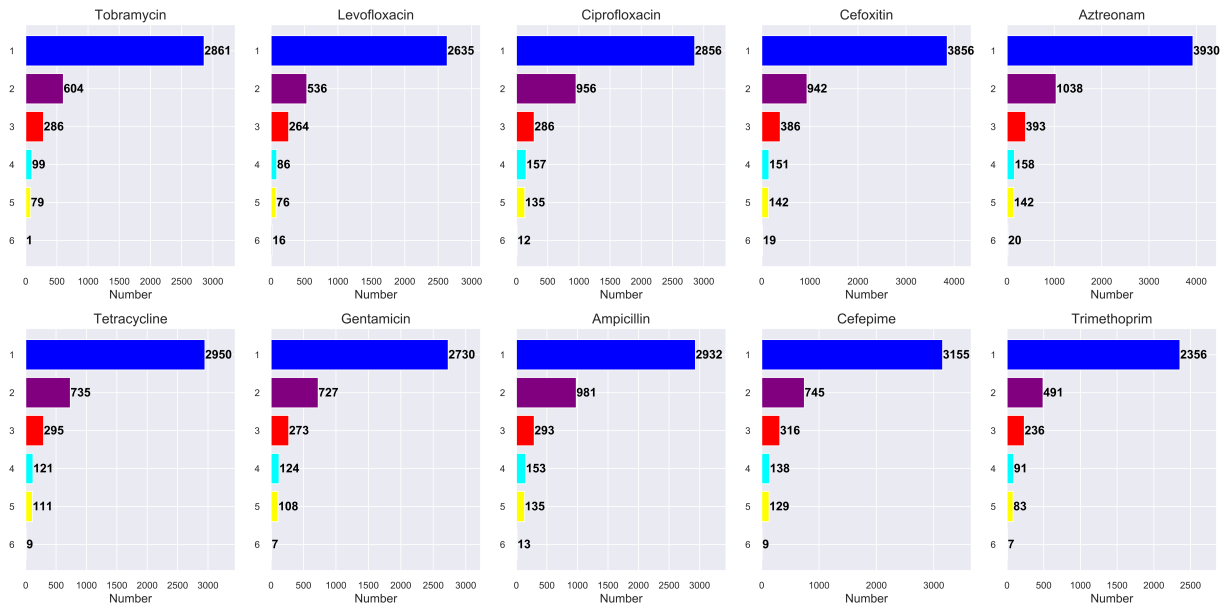 Tobramycin
1 2861
2 604
3 286
4 99
5 79
6 1
0 500 1000 1500 2000 2500 3000
Number
Levofloxacin
1 2635
2 536
3 264
4 86
5 76
6 16
0 500 1000 1500 2000 2500 3000
Number
Ciprofloxacin
1 2856
2 956
3 286
4 157
5 135
6 12
0 500 1000 1500 2000 2500 3000
Number
Cefoxitin
1 3856
2 942
3 386
4 151
5 142
6 19
0 1000 2000 3000 4000
Number
Aztreonam
1 3930
2 1038
3 393
4 158
5 142
6 20
0 1000 2000 3000 4000
Number
Tetracycline
1 2950
2 735
3 295
4 121
5 111
6 9
0 500 1000 1500 2000 2500 3000
Number
Gentamicin
1 2730
2 727
3 273
4 124
5 108
6 7
0 500 1000 1500 2000 2500 3000
Number
Ampicillin
1 2932
2 981
3 293
4 153
5 135
6 13
0 500 1000 1500 2000 2500 3000
Number
Cefepime
1 3155
2 745
3 316
4 138
5 129
6 9
0 1000 2000 3000
Number
Trimethoprim
1 2356
2 491
3 236
4 91
5 83
6 7
0 500 1000 1500 2000 2500
Number